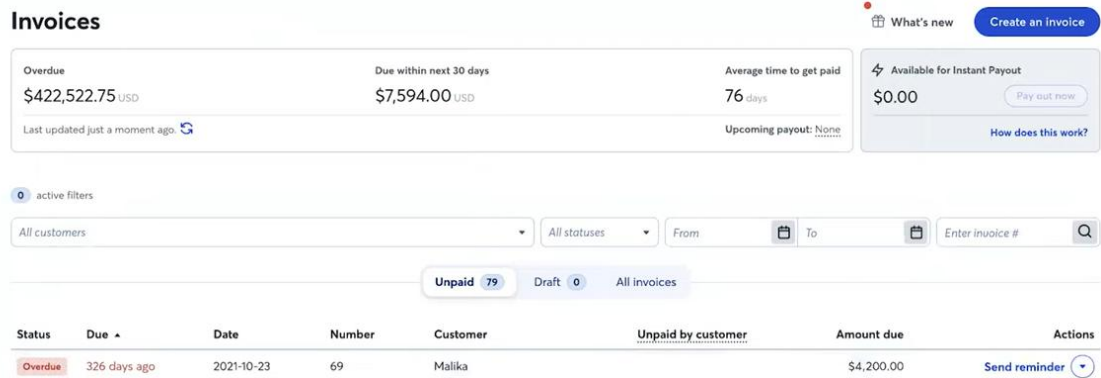 Invoices
What's new
Create an invoice
Overdue
$422,522.75 USD
Due within next 30 days
$7,594.00 USD
Average time to get paid
76 days
Last updated just a moment ago.
Upcoming payout: None
Available for Instant Payout
$0.00
Pay out now
How does this work?
0 active filters
All customers
All statuses
From
To
Enter invoice #
Unpaid 79 Draft 0 All invoices
Status Due Date Number Customer Unpaid by customer Amount due Actions
Overdue 326 days ago 2021-10-23 69 Malika $4,200.00 Send reminder